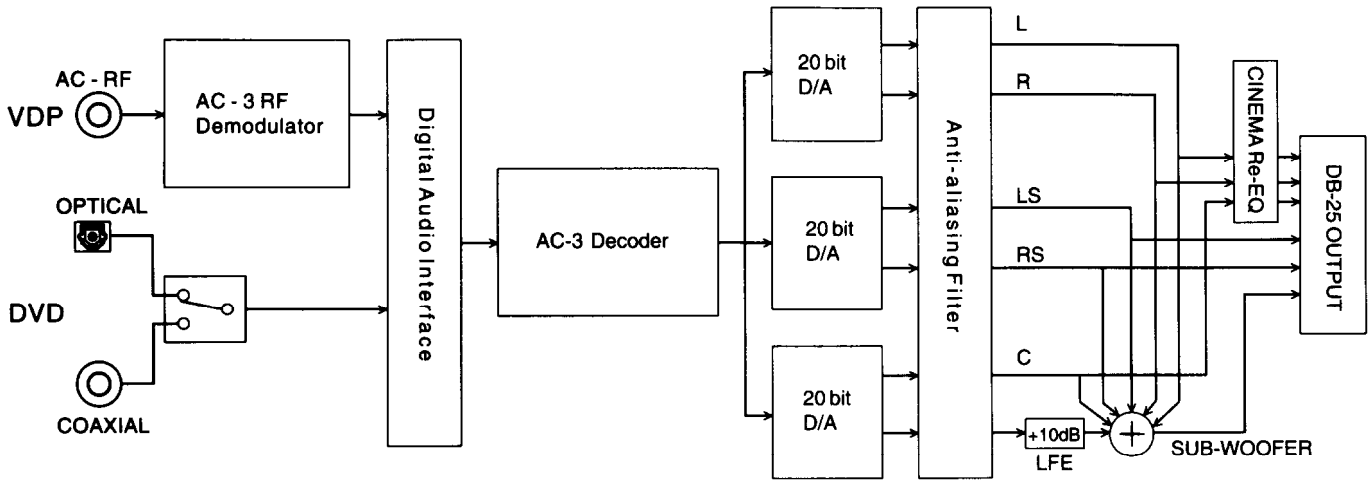 AC - RF
VDP
AC - 3 RF
Demodulator
OPTICAL
DVD
COAXIAL
Digital Audio Interface
AC-3 Decoder
20 bit
D/A
20 bit
D/A
20 bit
D/A
Anti-aliasing Filter
L
R
LS
RS
C
+10dB
LFE
+
SUB-WOOFER
CINEMA Re-EQ
DB-25 OUTPUT